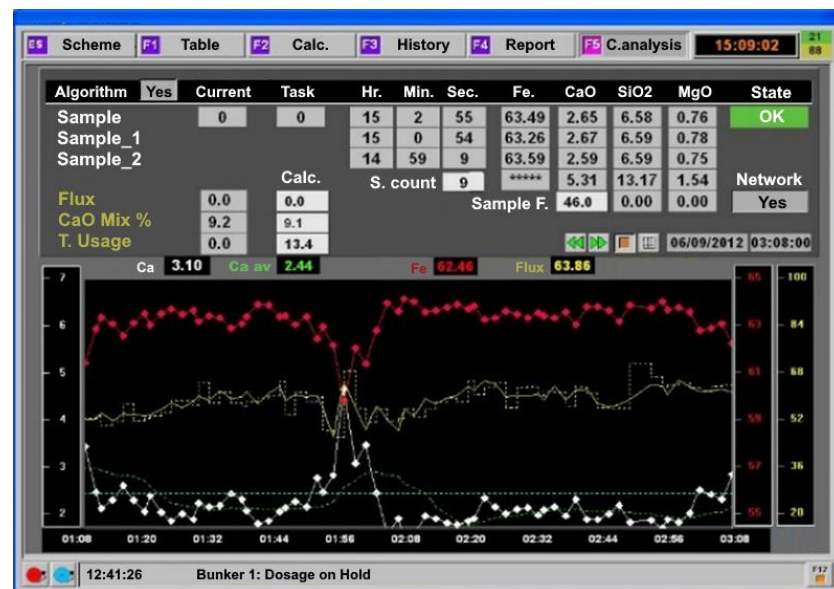 ES Scheme F1 Table F2 Calc. F3 History F4 Report F5 C.analysis 15:09:02 21 88
Algorithm Yes Current Task Hr. Min. Sec. Fe. CaO SiO2 MgO State
Sample 0 0 15 2 55 63.49 2.65 6.58 0.76 OK
Sample_1 15 0 54 63.26 2.67 6.59 0.78
Sample_2 14 59 9 63.59 2.59 6.59 0.75
Calc. S. count 9 ***** 5.31 13.17 1.54 Network
Flux 0.0 0.0 Sample F. 46.0 0.00 0.00 Yes
CaO Mix % 9.2 9.1
T. Usage 0.0 13.4 06/09/2012 03:08:00
Ca 3.10 Ca av 2.44 Fe 62.46 Flux 63.86
7 65 100
6 63 84
5 61 68
4 59 52
3 57 36
2 55 20
01:08 01:20 01:32 01:44 01:56 02:08 02:20 02:32 02:44 02:56 03:08
12:41:26 Bunker 1: Dosage on Hold F12